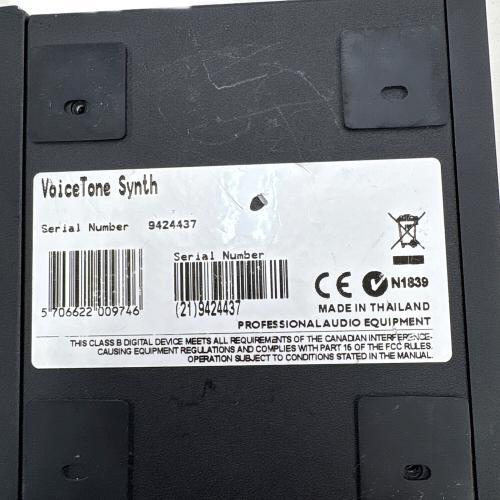 VoiceTone Synth
Serial Number 9424437
Serial Number
5 706622 009746
(21)9424437
CE N1839
MADE IN THAILAND
PROFESSIONAL AUDIO EQUIPMENT
THIS CLASS B DIGITAL DEVICE MEETS ALL REQUIREMENTS OF THE CANADIAN INTERFERENCE-
CAUSING EQUIPMENT REGULATIONS AND COMPLIES WITH PART 16 OF THE FCC RULES.
OPERATION SUBJECT TO CONDITIONS STATED IN THE MANUAL.